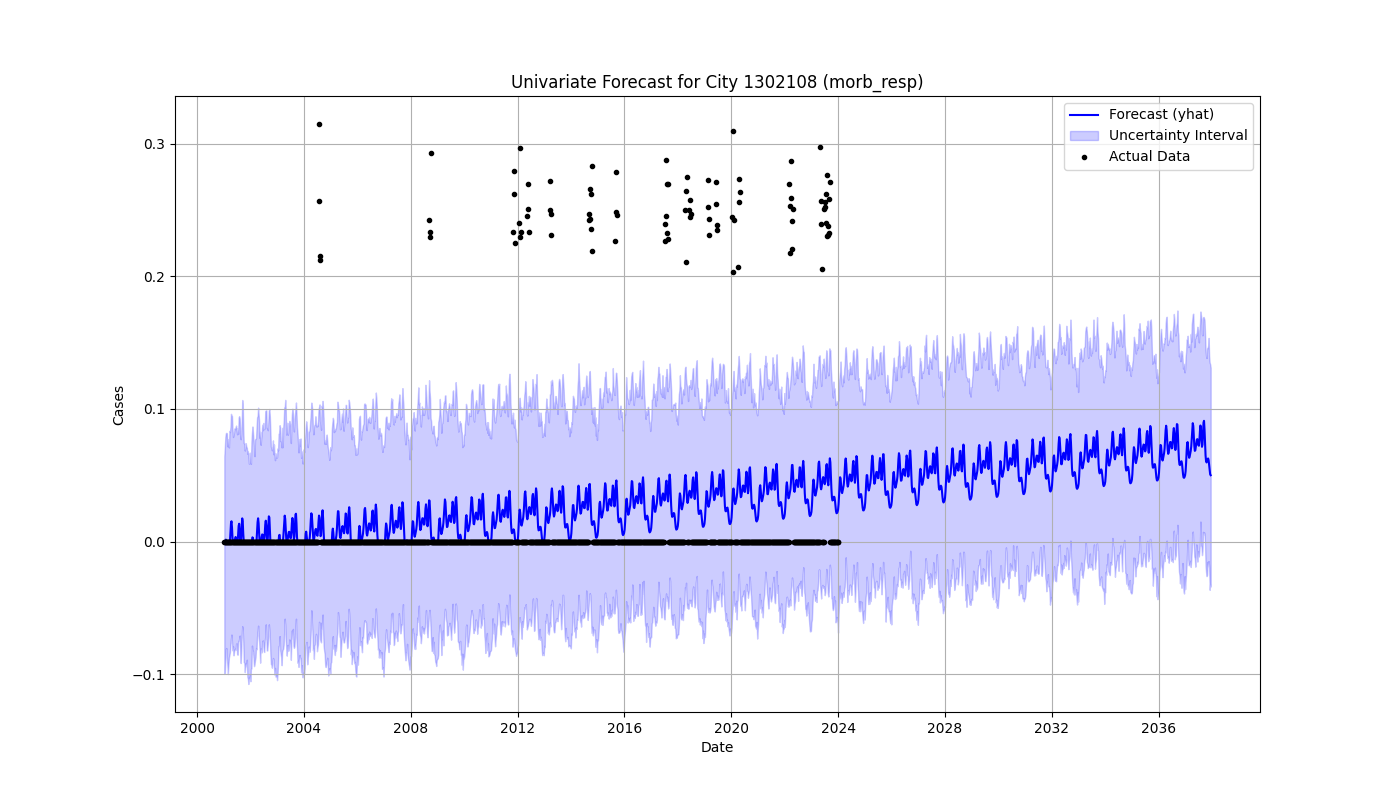 Univariate Forecast for City 1302108 (morb_resp)
Forecast (yhat)
Uncertainty Interval
Actual Data
Cases
0.3
0.2
0.1
0.0
−0.1
2000 2004 2008 2012 2016 2020 2024 2028 2032 2036
Date